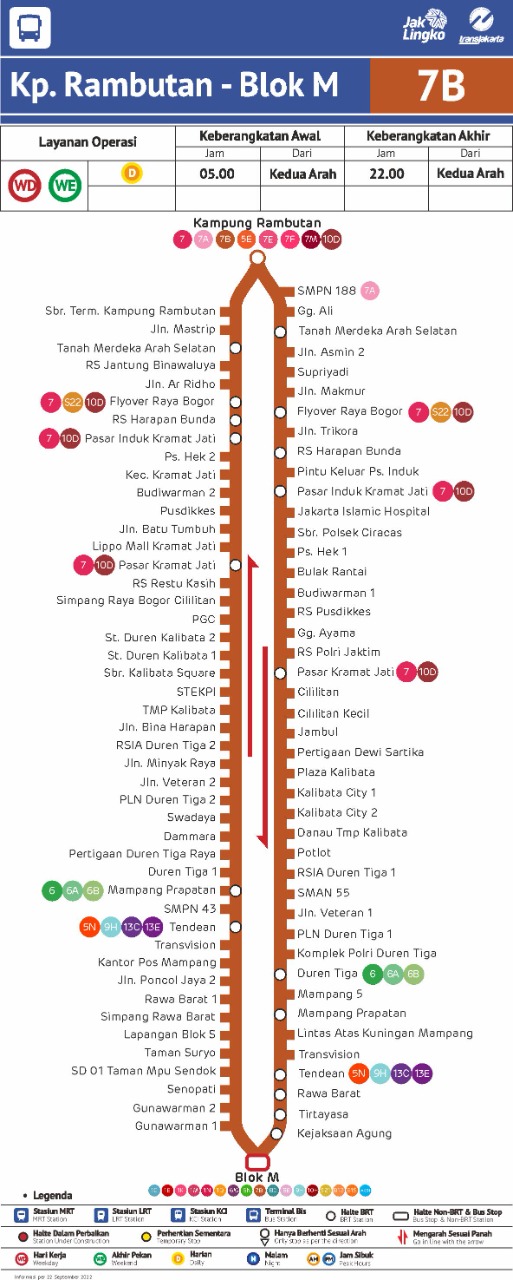 Jak
Lingko
transjakarta
Kp. Rambutan - Blok M
7B
Layanan Operasi
Keberangkatan Awal
Keberangkatan Akhir
Jam
Dari
Jam
Dari
WD
WE
D
05.00
Kedua Arah
22.00
Kedua Arah
Kampung Rambutan
7 7A 7B 5E 7E 7F 7M 10D
Sbr. Term. Kampung Rambutan
Jln. Mastrip
Tanah Merdeka Arah Selatan
RS Jantung Binawaluya
Jln. Ar Ridho
7 S22 10D Flyover Raya Bogor
RS Harapan Bunda
7 10D Pasar Induk Kramat Jati
Ps. Hek 2
Kec. Kramat Jati
Budiwarman 2
Pusdikkes
Jln. Batu Tumbuh
Lippo Mall Kramat Jati
7 10D Pasar Kramat Jati
RS Restu Kasih
Simpang Raya Bogor Cililitan
PGC
St. Duren Kalibata 2
St. Duren Kalibata 1
Sbr. Kalibata Square
STEKPI
TMP Kalibata
Jln. Bina Harapan
RSIA Duren Tiga 2
Jln. Minyak Raya
Jln. Veteran 2
PLN Duren Tiga 2
Swadaya
Dammara
Pertigaan Duren Tiga Raya
Duren Tiga 1
6 6A 6B Mampang Prapatan
SMPN 43
5N 9H 13C 13E Tendean
Transvision
Kantor Pos Mampang
Jln. Poncol Jaya 2
Rawa Barat 1
Simpang Rawa Barat
Lapangan Blok S
Taman Suryo
SD 01 Taman Mpu Sendok
Senopati
Gunawarman 2
Gunawarman 1
SMPN 188 7A
Gg. Ali
Tanah Merdeka Arah Selatan
Jln. Asmin 2
Supriyadi
Jln. Makmur
Flyover Raya Bogor 7 S22 10D
Jln. Trikora
RS Harapan Bunda
Pintu Keluar Ps. Induk
Pasar Induk Kramat Jati 7 10D
Jakarta Islamic Hospital
Sbr. Polsek Ciracas
Ps. Hek 1
Bulak Rantai
Budiwarman 1
RS Pusdikkes
Gg. Ayama
RS Polri Jaktim
Pasar Kramat Jati 7 10D
Cililitan
Cililitan Kecil
Jambul
Pertigaan Dewi Sartika
Plaza Kalibata
Kalibata City 1
Kalibata City 2
Danau Tmp Kalibata
Potlot
RSIA Duren Tiga 1
SMAN 55
Jln. Veteran 1
PLN Duren Tiga 1
Komplek Polri Duren Tiga
Duren Tiga 6 6A 6B
Mampang 5
Mampang Prapatan
Lintas Atas Kuningan Mampang
Transvision
Tendean 5N 9H 13C 13E
Rawa Barat
Tirtayasa
Kejaksaan Agung
Blok M
• Legenda
Stasiun MRT
MRT Station
Stasiun LRT
LRT Station
Stasiun KCI
KCI Station
Terminal Bis
Bus Station
Halte BRT
BRT Station
Halte Non-BRT & Bus Stop
Bus Stop & Non-BRT Station
Halte Dalam Perbaikan
Station Under Construction
Perhentian Sementara
Temporary Stop
Hanya Berhenti Sesuai Arah
Only stop as per the direction
Mengarah Sesuai Panah
Go in line with the arrow
WD Hari Kerja
Weekday
WE Akhir Pekan
Weekend
D Harian
Daily
N Malam
Night
AM PM Jam Sibuk
Peak Hours
Informasi per 22 September 2022